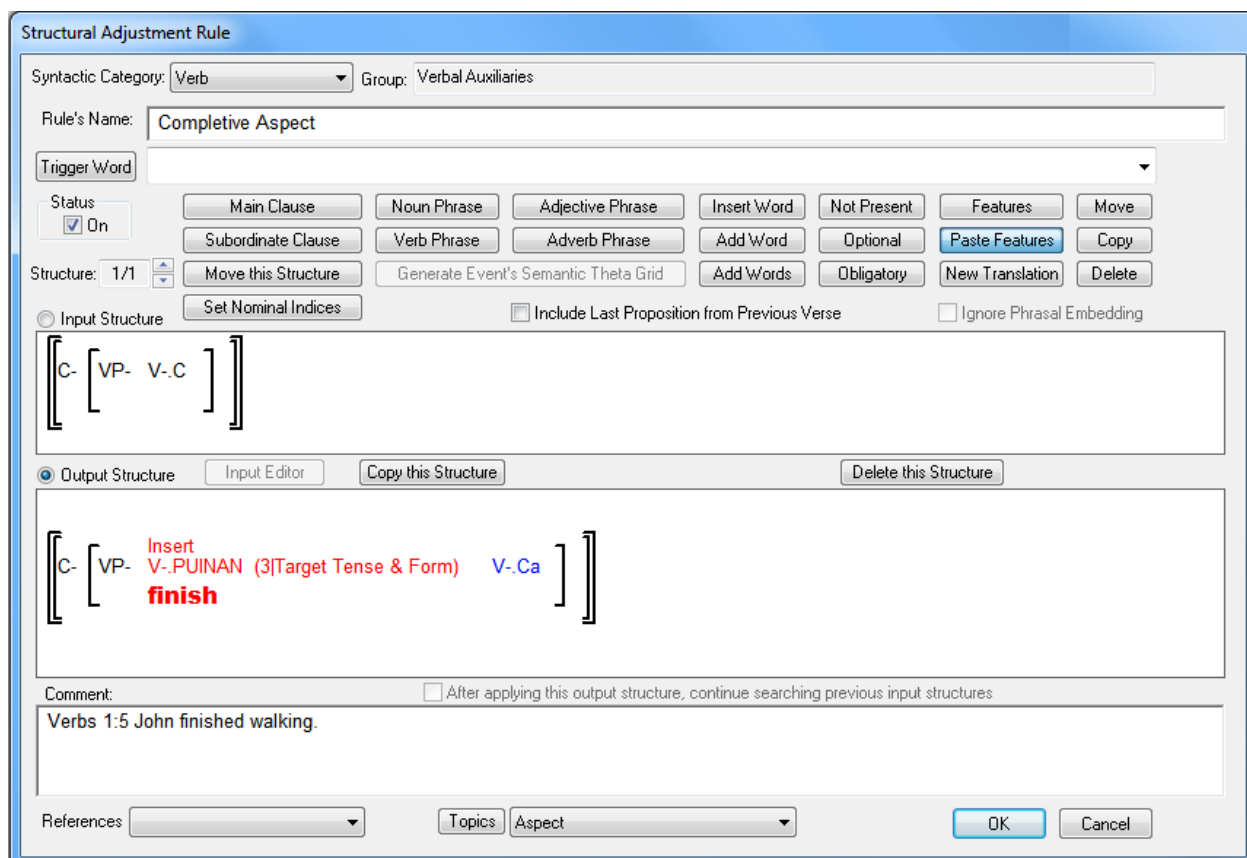 Structural Adjustment Rule
Syntactic Category: Verb Group: Verbal Auxiliaries
Rule's Name: Completive Aspect
Trigger Word
Status
On
Main Clause Noun Phrase Adjective Phrase Insert Word Not Present Features Move
Subordinate Clause Verb Phrase Adverb Phrase Add Word Optional Paste Features Copy
Structure: 1/1 Move this Structure Generate Event's Semantic Theta Grid Add Words Obligatory New Translation Delete
Set Nominal Indices
Input Structure Include Last Proposition from Previous Verse Ignore Phrasal Embedding
C- VP- V-.C
Output Structure Input Editor Copy this Structure Delete this Structure
Insert
C- VP- V-.PUINAN (3|Target Tense & Form) V-.Ca
finish
Comment: After applying this output structure, continue searching previous input structures
Verbs 1:5 John finished walking.
References Topics Aspect OK Cancel